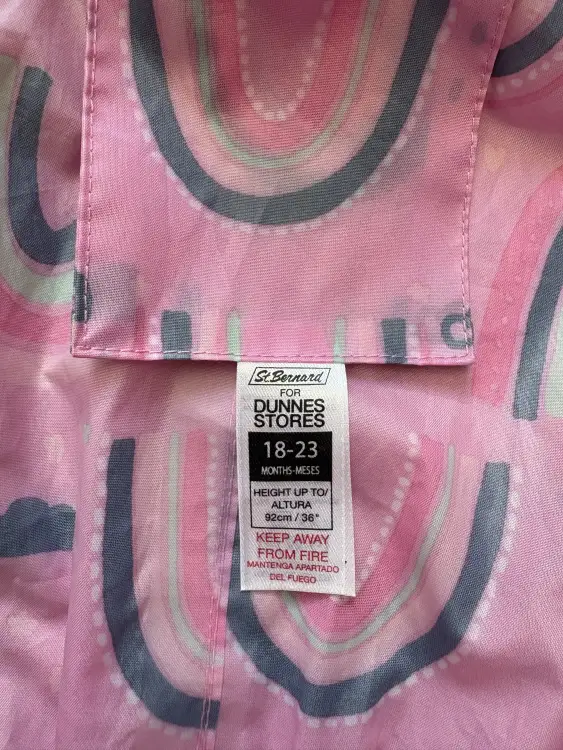 St.Bernard
FOR
DUNNES
STORES
18-23
MONTHS-MESES
HEIGHT UP TO/
ALTURA
92cm / 36"
KEEP AWAY
FROM FIRE
MANTENGA APARTADO
DEL FUEGO